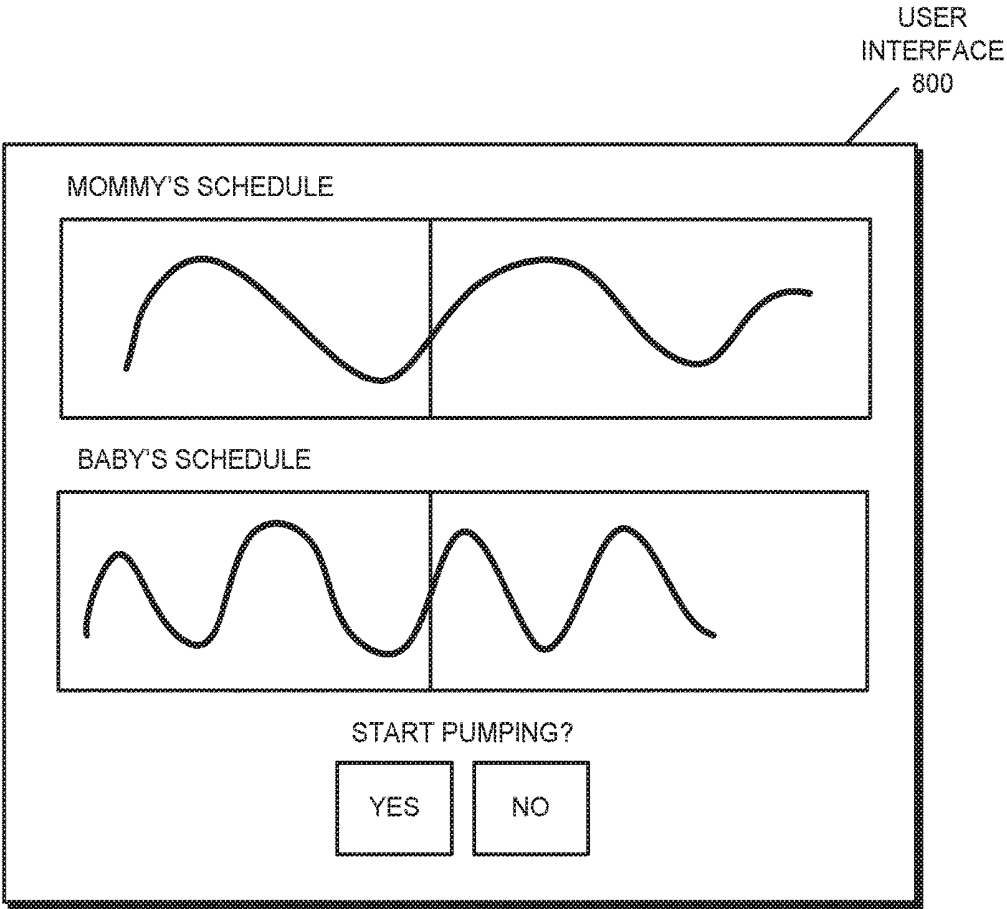 USER
INTERFACE
800
MOMMY'S SCHEDULE
BABY'S SCHEDULE
START PUMPING?
YES NO